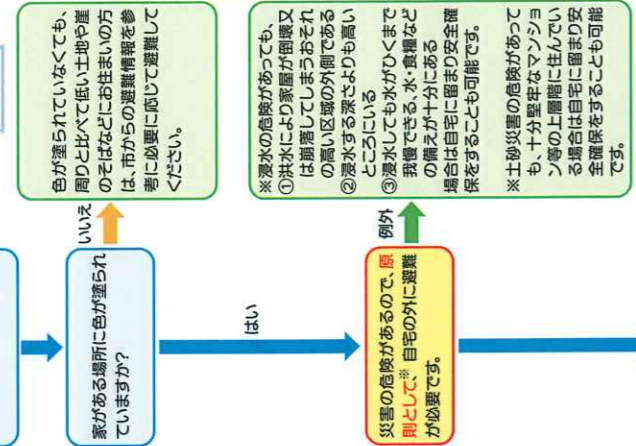 家がある場所に色が塗られ
ていますか?
いいえ
色が塗られていなくても、
周りと比べて低い土地や崖
のそばなどにお住まいの方
は、市からの避難情報を参
考に必要に応じて避難して
ください。
はい
災害の危険があるので、原
則として※、自宅の外に避難
が必要です。
例外
※浸水の危険があっても、
①洪水により家屋が倒壊又
は崩落してしまうおそれ
の高い区域の外側である
②浸水する深さよりも高い
ところにいる
③浸水しても水がひくまで
我慢できる、水・食糧など
の備えが十分にある
場合は自宅に留まり安全確
保をすることも可能です。
※土砂災害の危険があって
も、十分堅牢なマンショ
ン等の上層階に住んでい
る場合は自宅に留まり安
全確保をすることも可能
です。